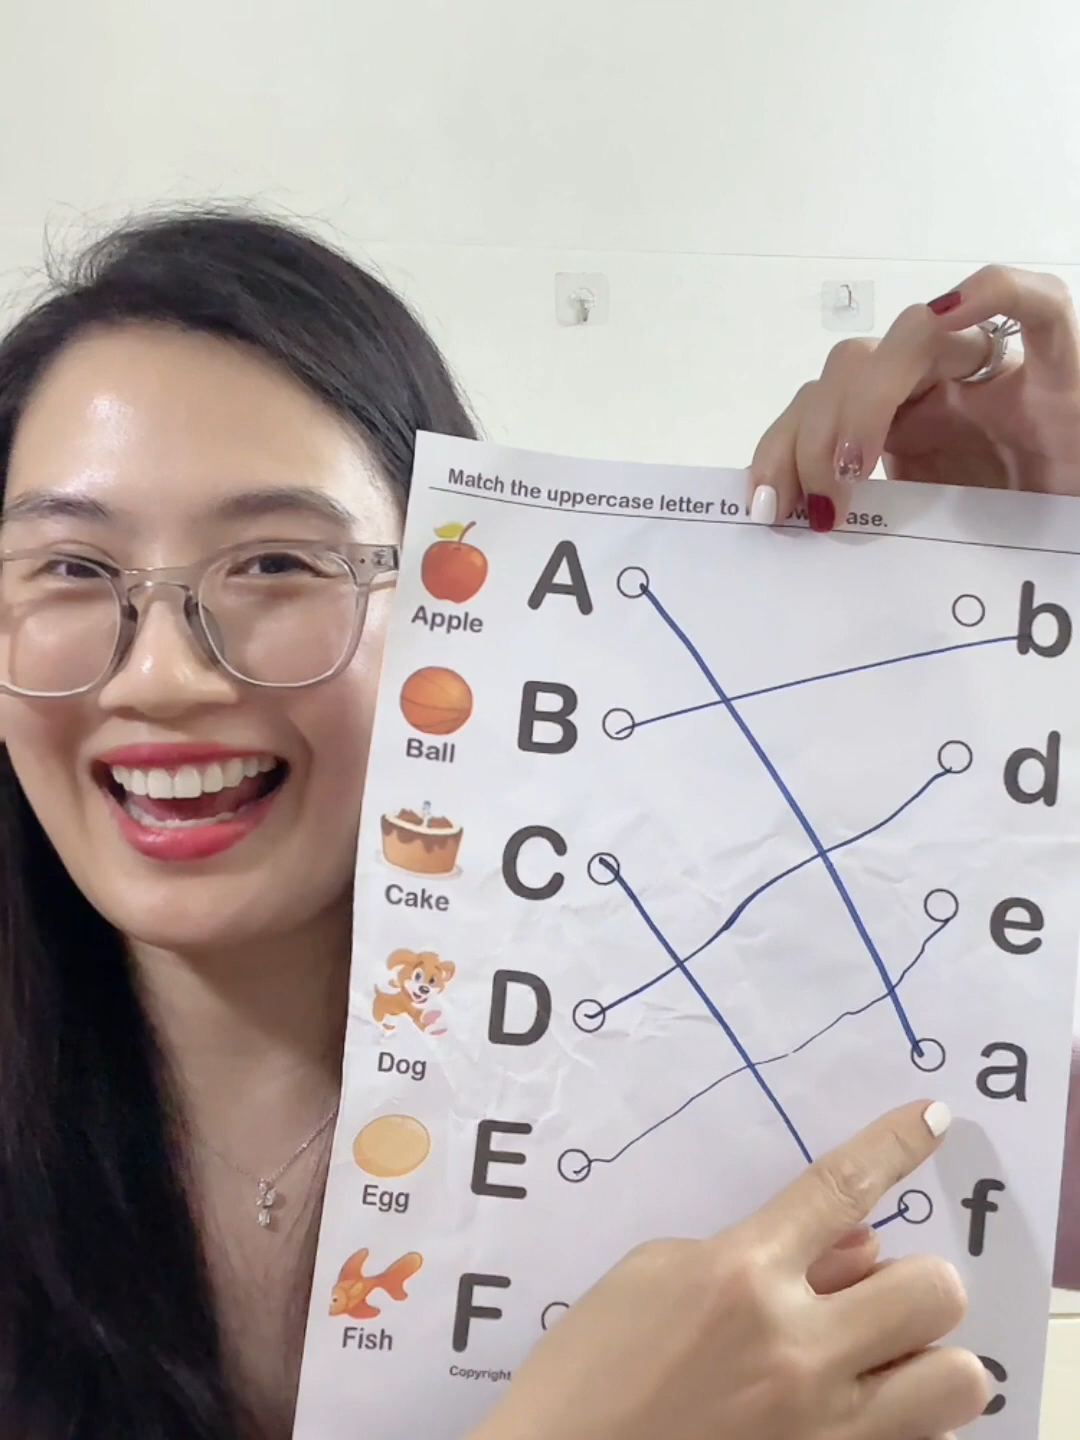 Match the uppercase letter to ase.
Apple A b
Ball B d
Cake C e
Dog D a
Egg E f
Fish F c
Copyright